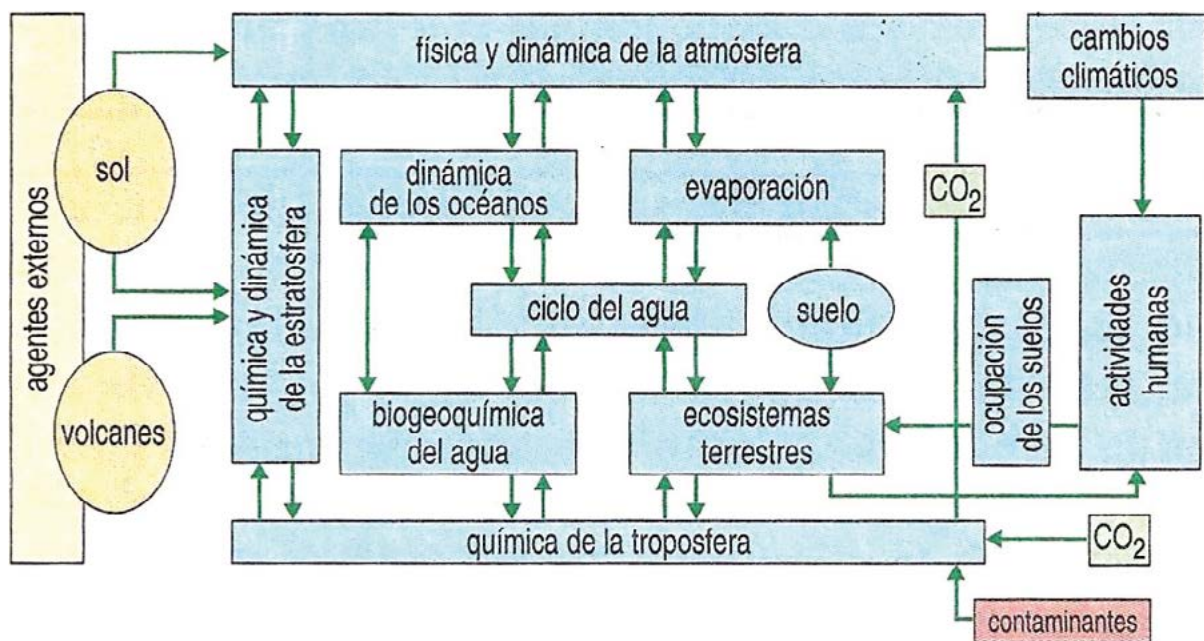 física y dinámica de la atmósfera
cambios
climáticos
agentes externos
sol
volcanes
química y dinámica
de la estratosfera
dinámica
de los océanos
evaporación
CO2
ciclo del agua
suelo
ocupación
de los suelos
actividades
humanas
biogeoquímica
del agua
ecosistemas
terrestres
química de la troposfera
CO2
contaminantes